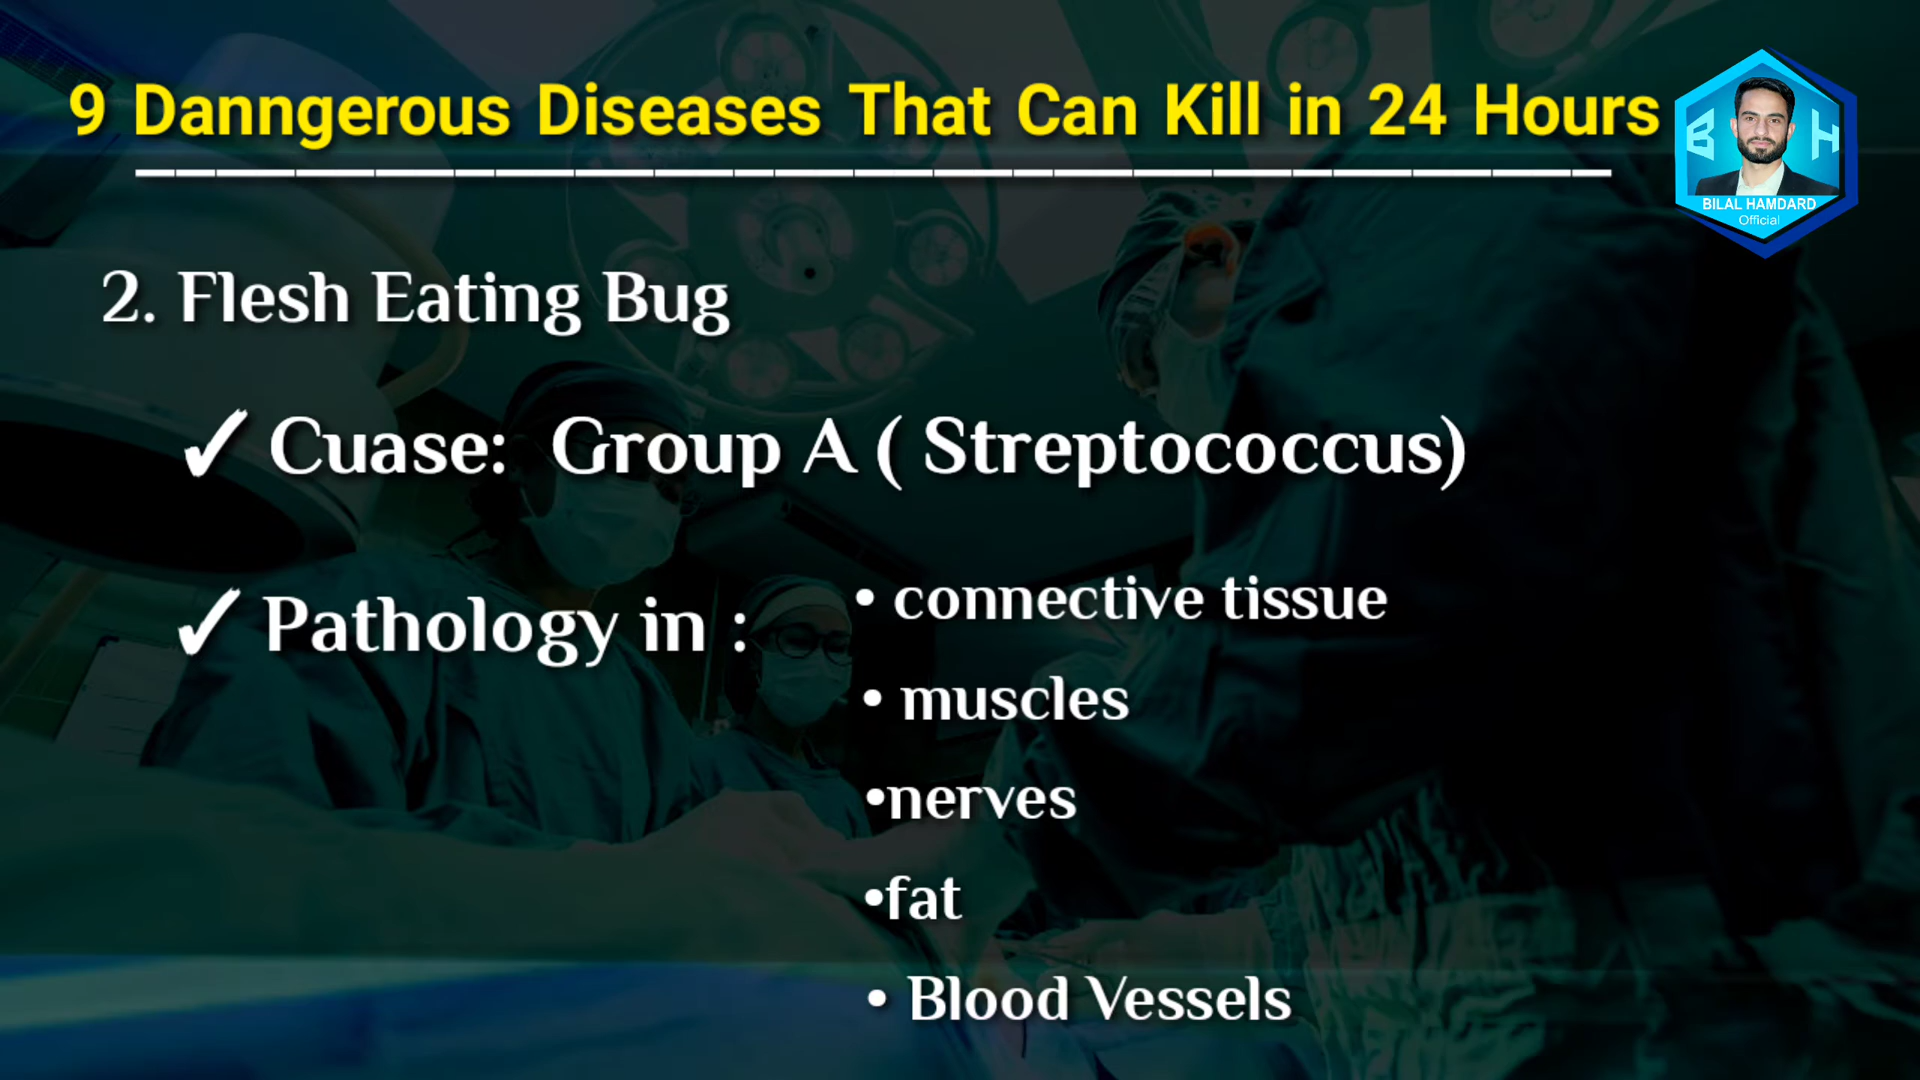 9 Danngerous Diseases That Can Kill in 24 Hours
B H
BILAL HAMDARD
Official
2. Flesh Eating Bug
✓ Cuase: Group A ( Streptococcus)
✓ Pathology in :
• connective tissue
• muscles
•nerves
•fat
• Blood Vessels